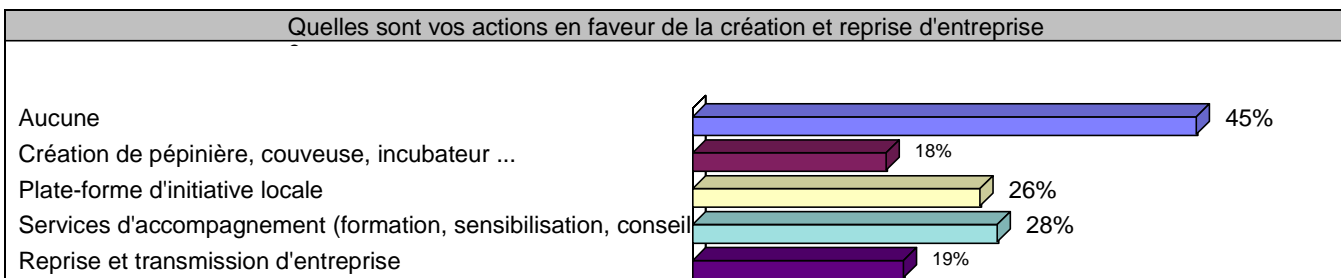 Quelles sont vos actions en faveur de la création et reprise d'entreprise
Aucune 45%
Création de pépinière, couveuse, incubateur ... 18%
Plate-forme d'initiative locale 26%
Services d'accompagnement (formation, sensibilisation, conseil 28%
Reprise et transmission d'entreprise 19%